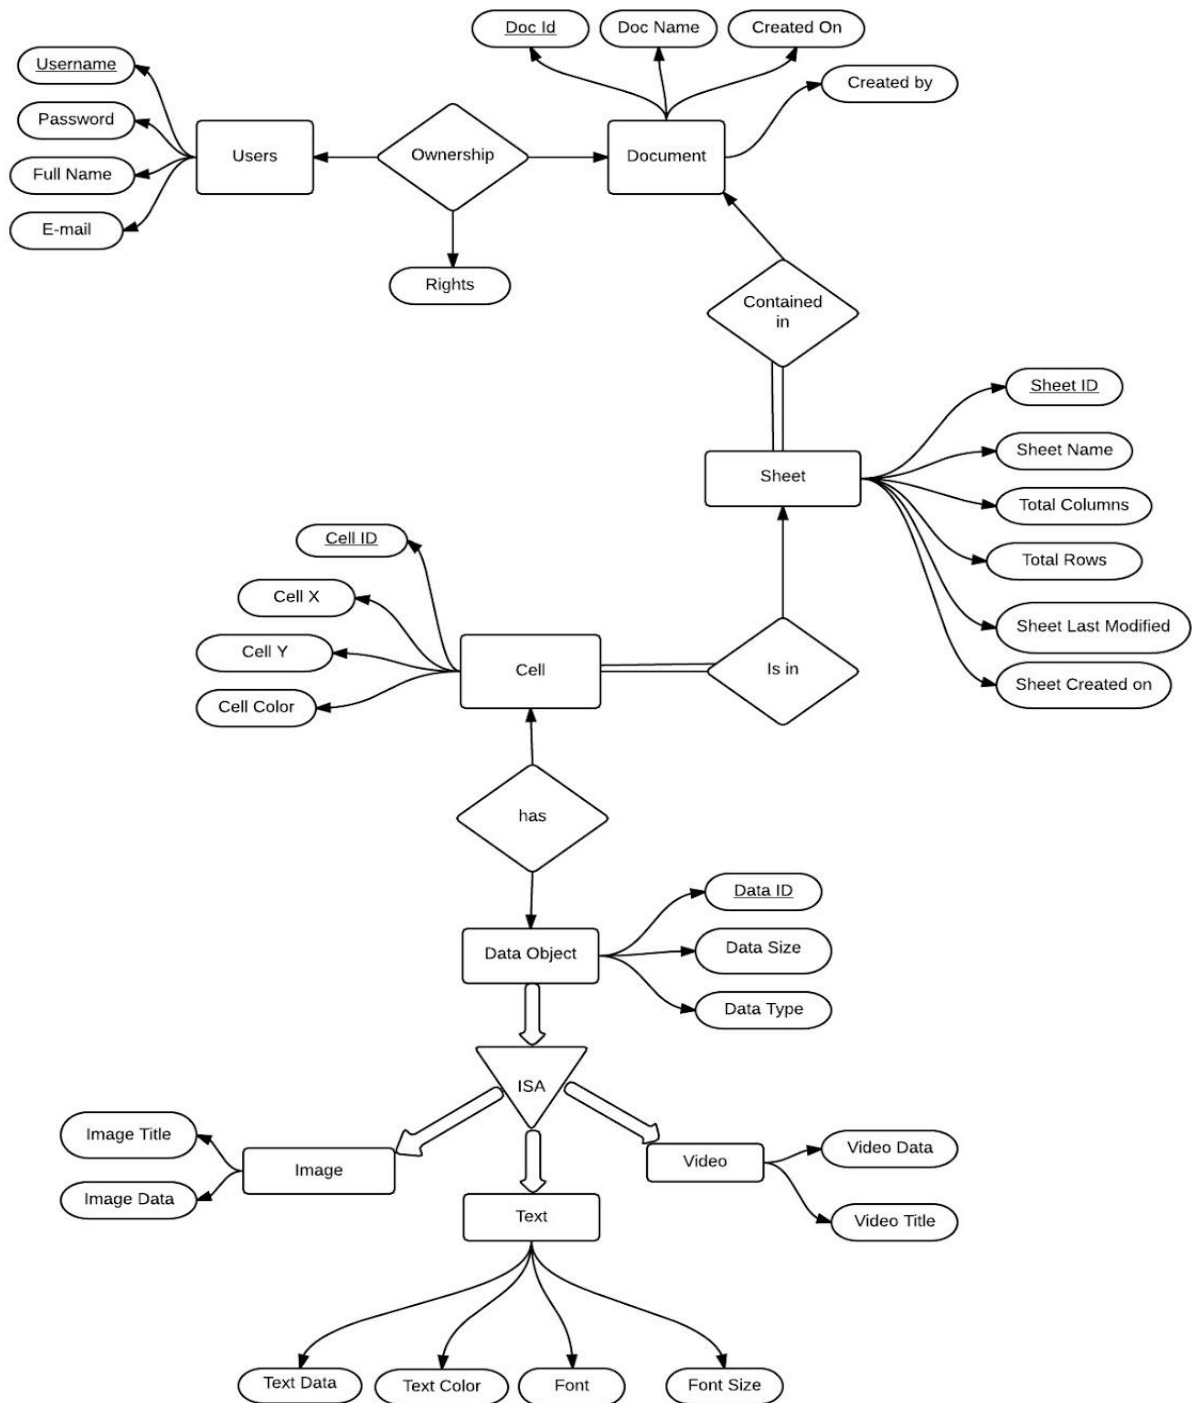 Doc Id
Doc Name
Created On
Username
Created by
Password
Users
Ownership
Document
Full Name
E-mail
Rights
Contained
in
Sheet ID
Sheet Name
Sheet
Total Columns
Cell ID
Total Rows
Cell X
Sheet Last Modified
Cell Y
Cell
Is in
Sheet Created on
Cell Color
has
Data ID
Data Object
Data Size
Data Type
ISA
Image Title
Video Data
Image
Video
Image Data
Text
Video Title
Text Data
Text Color
Font
Font Size